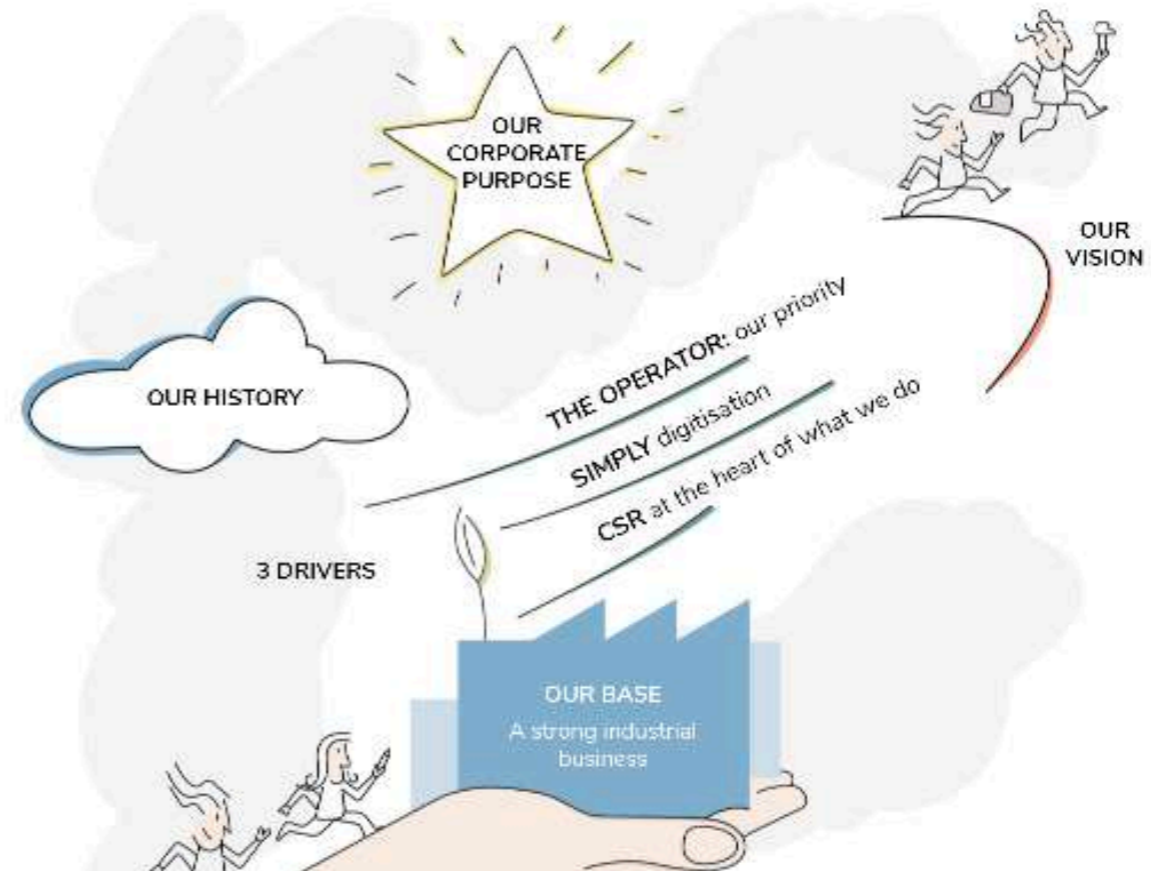 OUR
CORPORATE
PURPOSE
OUR
VISION
OUR HISTORY
THE OPERATOR: our priority
SIMPLY digitisation
CSR at the heart of what we do
3 DRIVERS
OUR BASE
A strong industrial
business